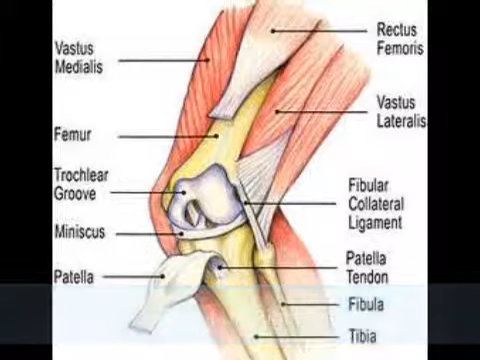 Vastus
Medialis
Femur
Trochlear
Groove
Miniscus
Patella
Rectus
Femoris
Vastus
Lateralis
Fibular
Collateral
Ligament
Patella
Tendon
Fibula
Tibia